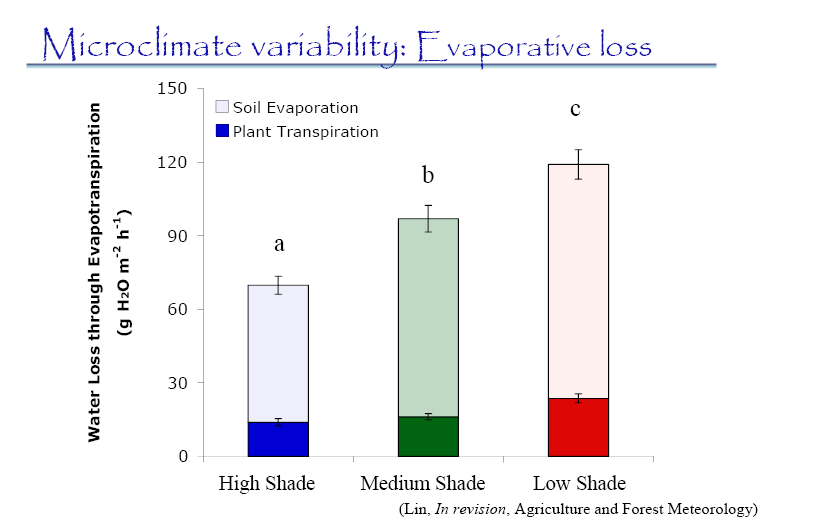 Microclimate variability: Evaporative loss
150
120
90
60
30
0
Water Loss through Evapotranspiration
(g H₂O m⁻² h⁻¹)
Soil Evaporation
Plant Transpiration
a
b
c
High Shade
Medium Shade
Low Shade
(Lin, In revision, Agriculture and Forest Meteorology)